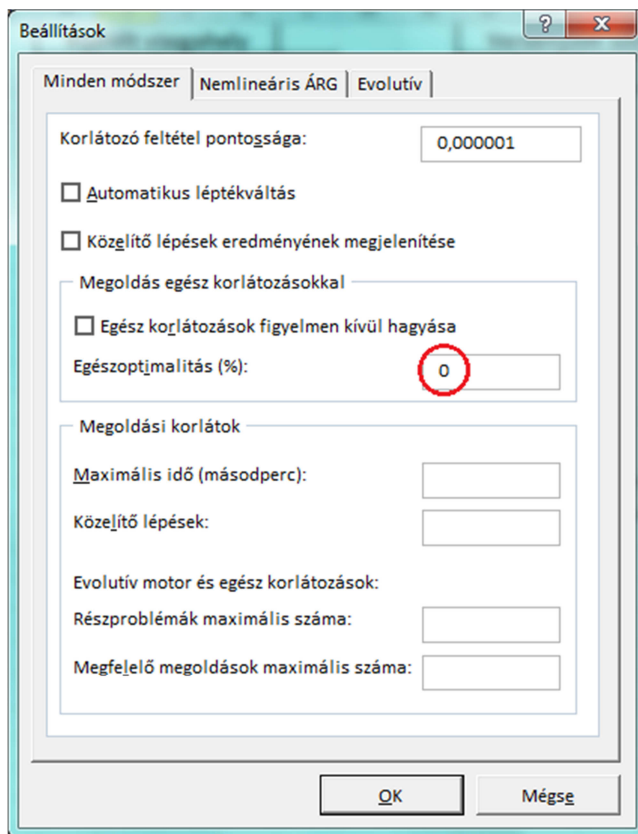 Beállítások
Minden módszer Nemlineáris ÁRG Evolutív
Korlátozó feltétel pontossága: 0,000001
Automatikus léptékváltás
Közelítő lépések eredményének megjelenítése
Megoldás egész korlátozásokkal
Egész korlátozások figyelmen kívül hagyása
Egészoptimalitás (%): 0
Megoldási korlátok
Maximális idő (másodperc):
Közelítő lépések:
Evolutív motor és egész korlátozások:
Részproblémák maximális száma:
Megfelelő megoldások maximális száma:
OK Mégse